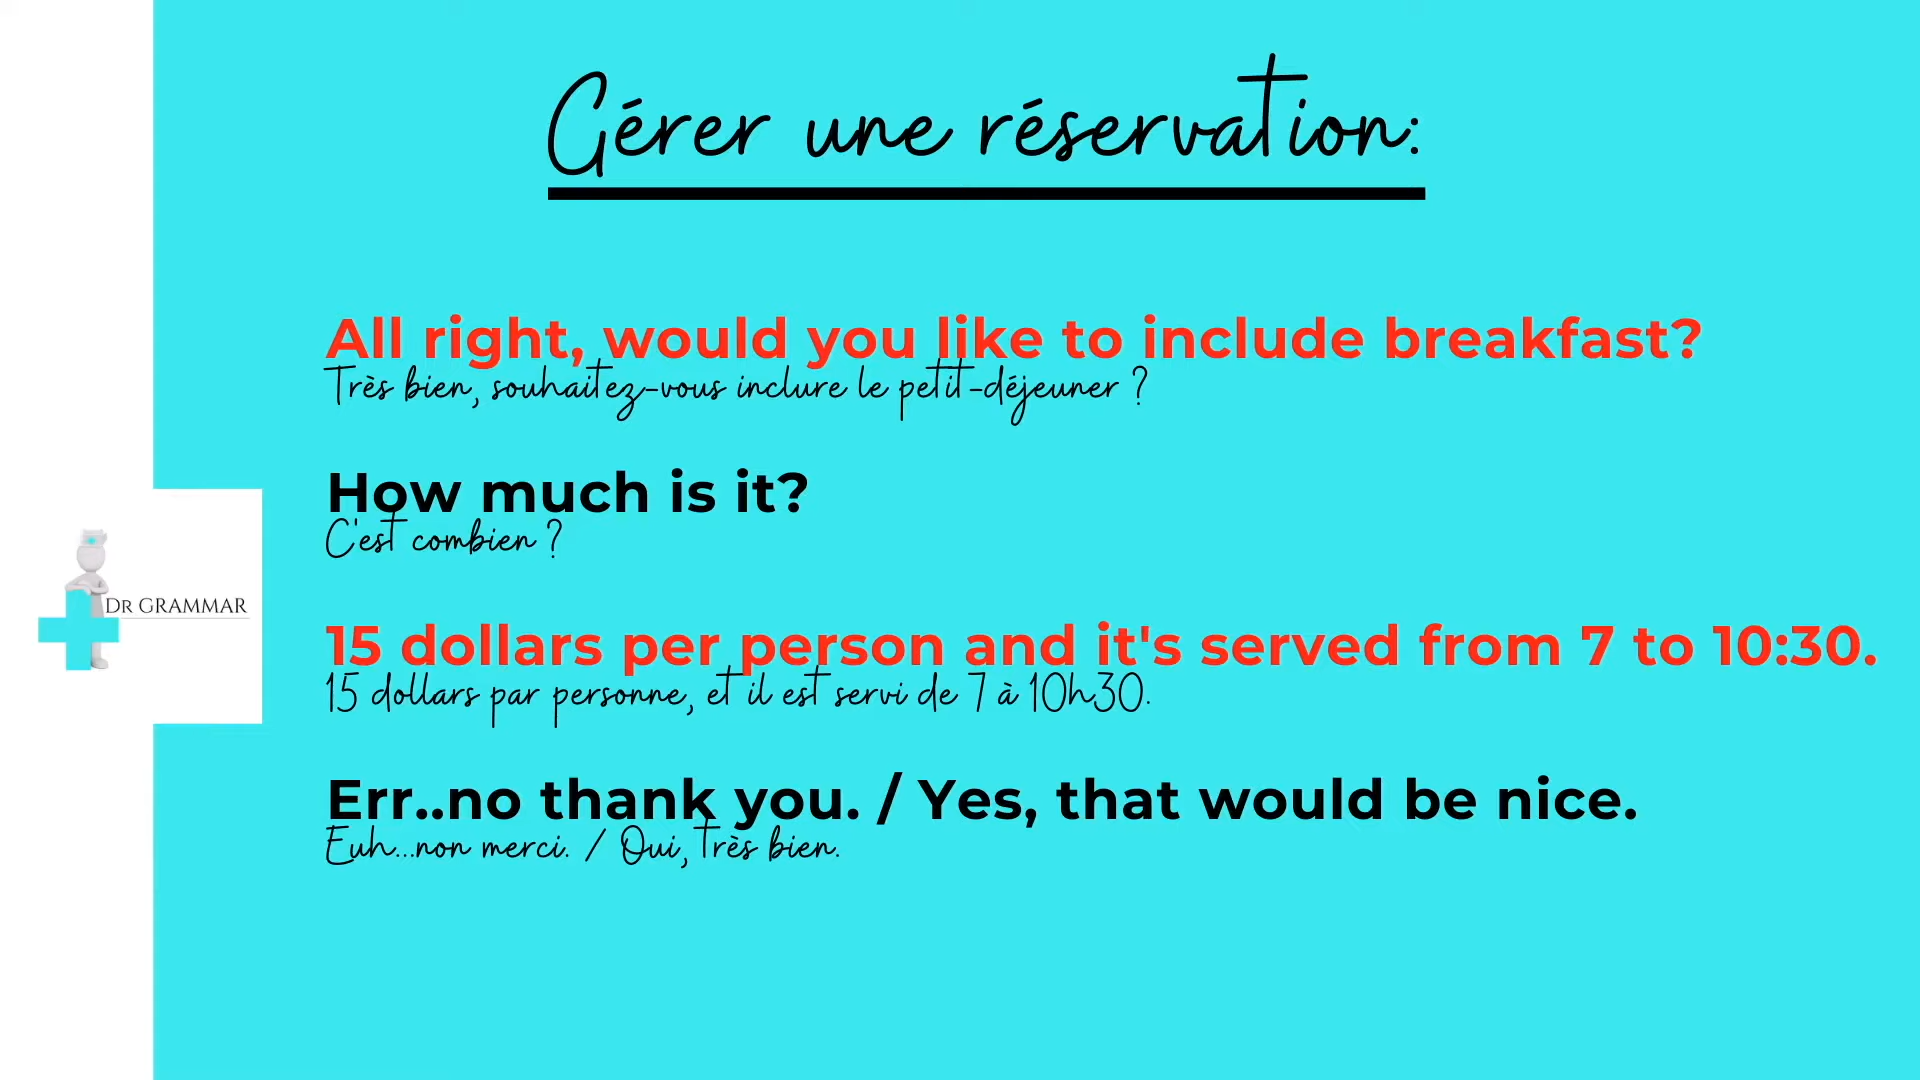 Gérer une réservation:
All right, would you like to include breakfast?
Très bien, souhaitez-vous inclure le petit-déjeuner ?
How much is it?
C'est combien ?
DR GRAMMAR
15 dollars per person and it's served from 7 to 10:30.
15 dollars par personne, et il est servi de 7 à 10h30.
Err..no thank you. / Yes, that would be nice.
Euh...non merci. / Oui, très bien.